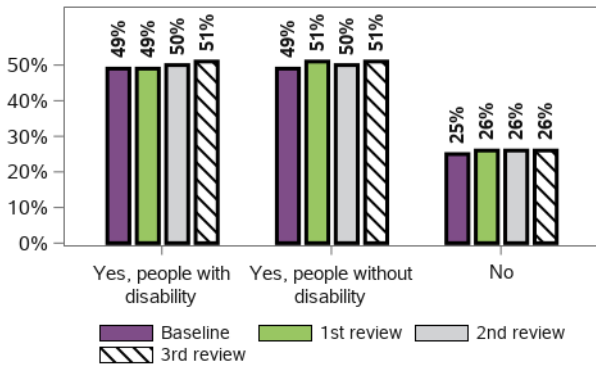 49% 49% 50% 51% 49% 51% 50% 51% 25% 26% 26% 26%
50%
40%
30%
20%
10%
0%
Yes, people with
disability
Yes, people without
disability
No
Baseline 1st review 2nd review
3rd review